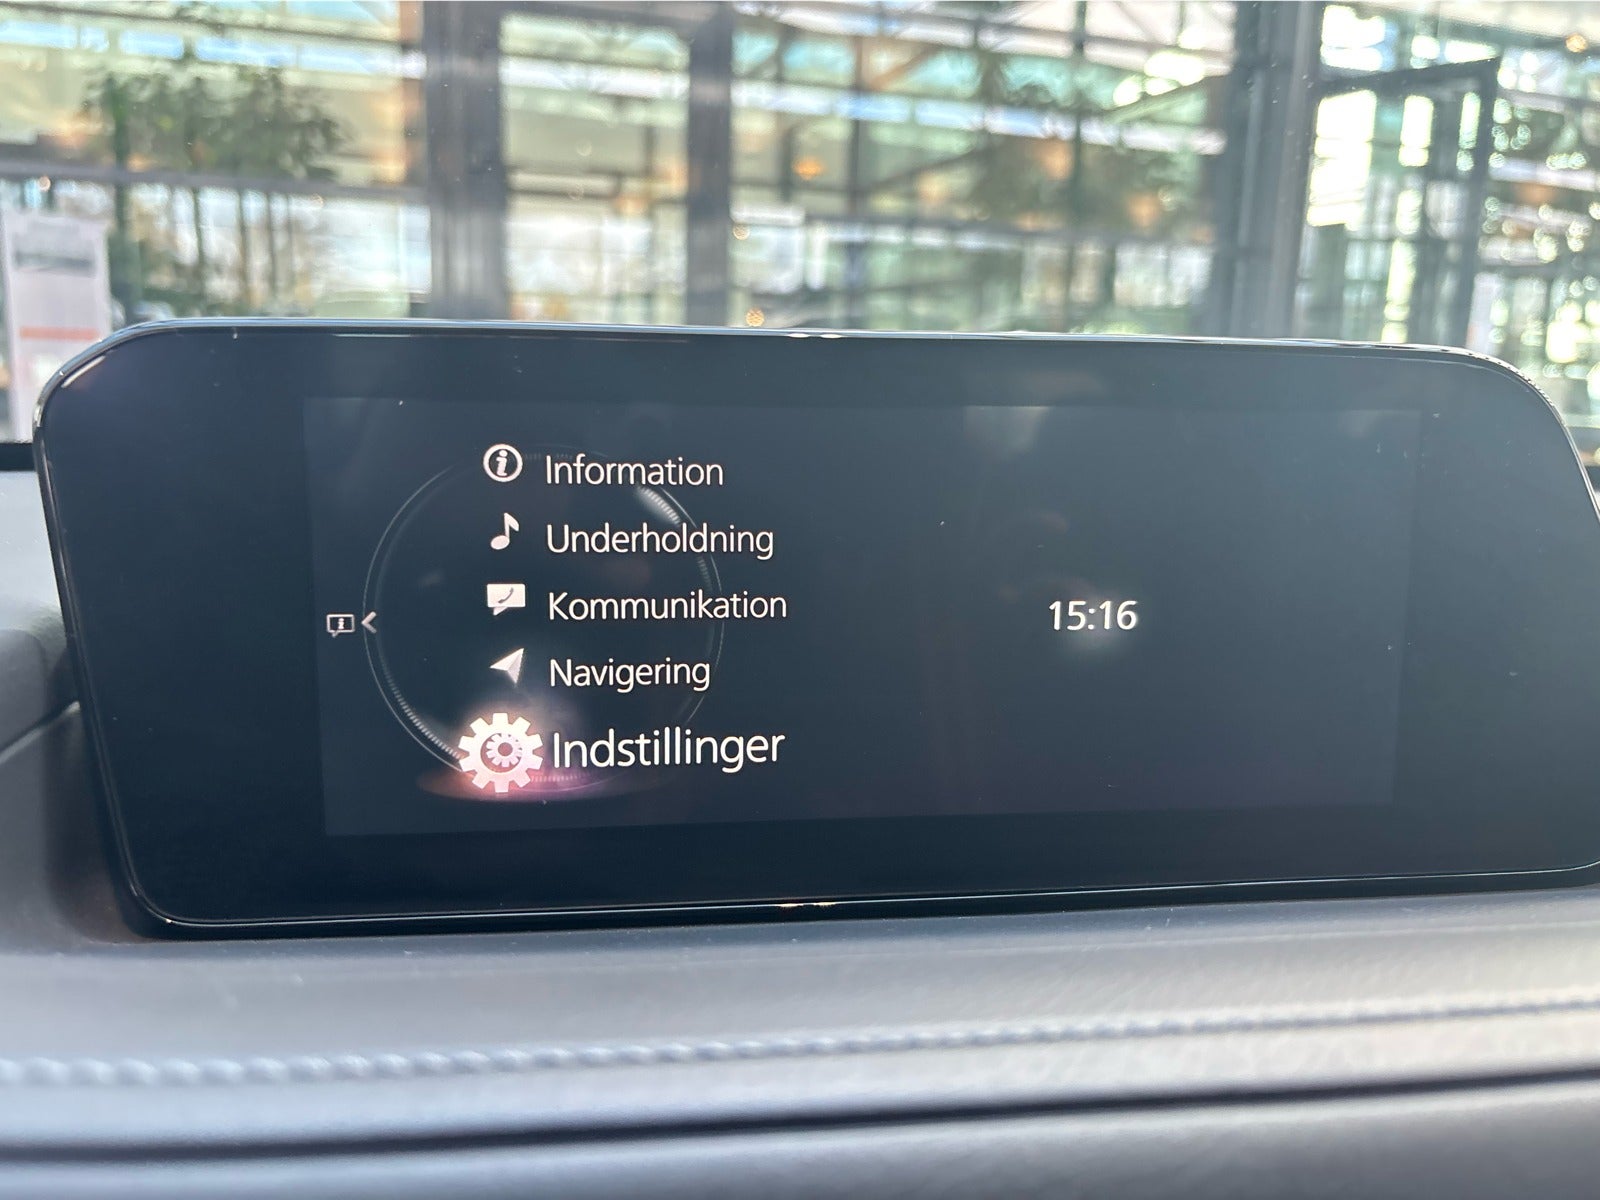 Information
Underholdning
Kommunikation
Navigering
Indstillinger
15:16